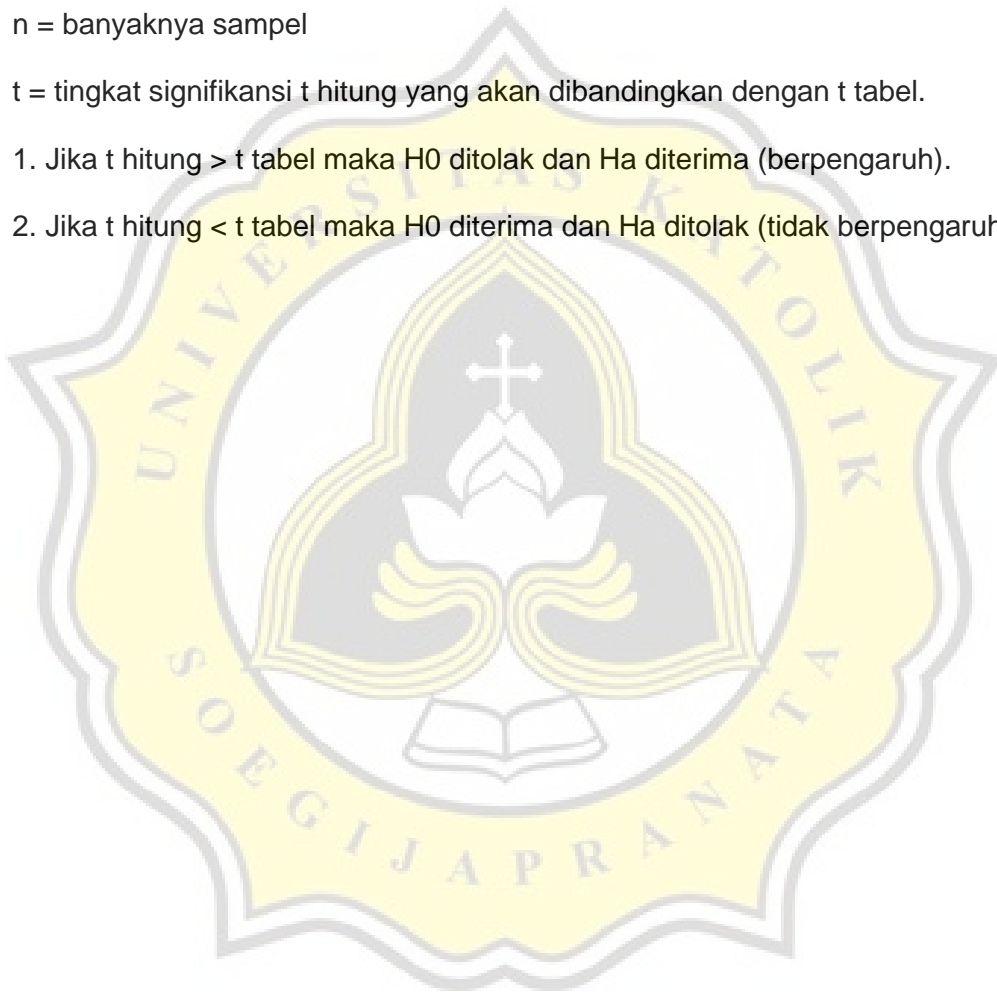 n = banyaknya sampel
t = tingkat signifikansi t hitung yang akan dibandingkan dengan t tabel.
1. Jika t hitung > t tabel maka H0 ditolak dan Ha diterima (berpengaruh).
2. Jika t hitung < t tabel maka H0 diterima dan Ha ditolak (tidak berpengaruh
UNIVERSITAS KATOLIK
SOEGIJAPRANATA